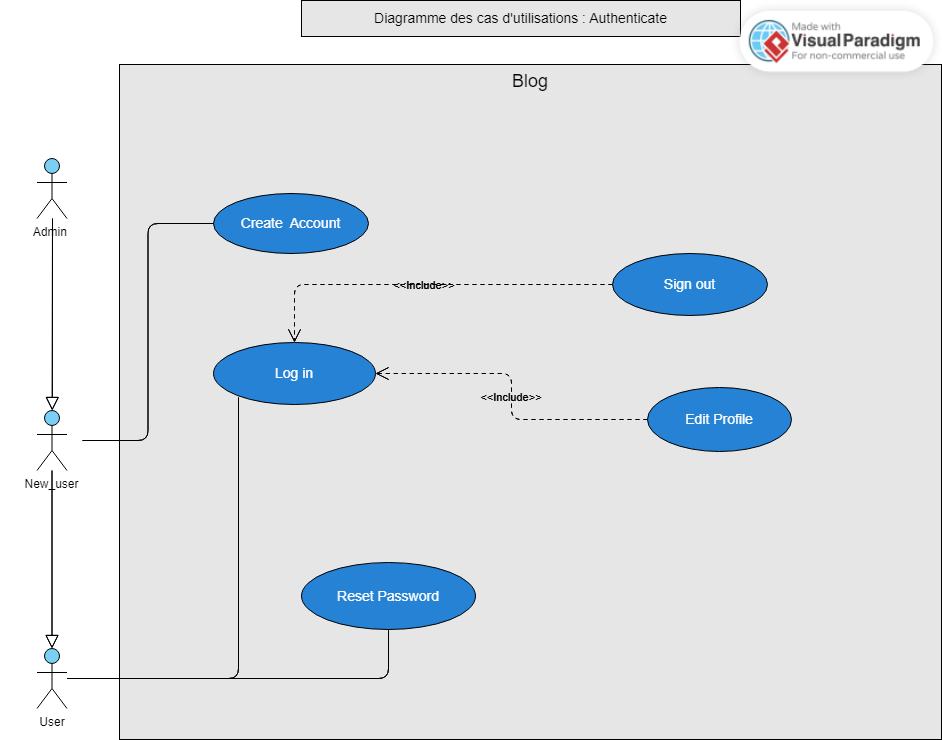 Diagramme des cas d'utilisations : Authenticate
Made with
Visual Paradigm
For non-commercial use
Blog
Admin
Create Account
<<Include>>
Sign out
Log in
<<Include>>
Edit Profile
New_user
Reset Password
User